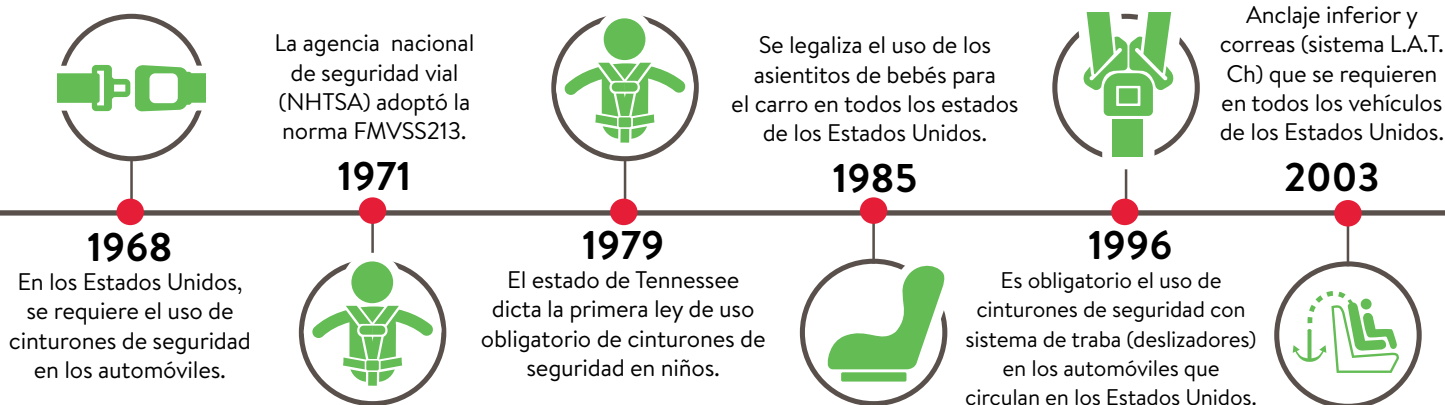 1968
En los Estados Unidos,
se requiere el uso de
cinturones de seguridad
en los automóviles.
La agencia nacional
de seguridad vial
(NHTSA) adoptó la
norma FMVSS213.
1971
1979
El estado de Tennessee
dicta la primera ley de uso
obligatorio de cinturones de
seguridad en niños.
Se legaliza el uso de los
asientitos de bebés para
el carro en todos los estados
de los Estados Unidos.
1985
1996
Es obligatorio el uso de
cinturones de seguridad con
sistema de traba (deslizadores)
en los automóviles que
circulan en los Estados Unidos.
Anclaje inferior y
correas (sistema L.A.T.
Ch) que se requieren
en todos los vehículos
de los Estados Unidos.
2003